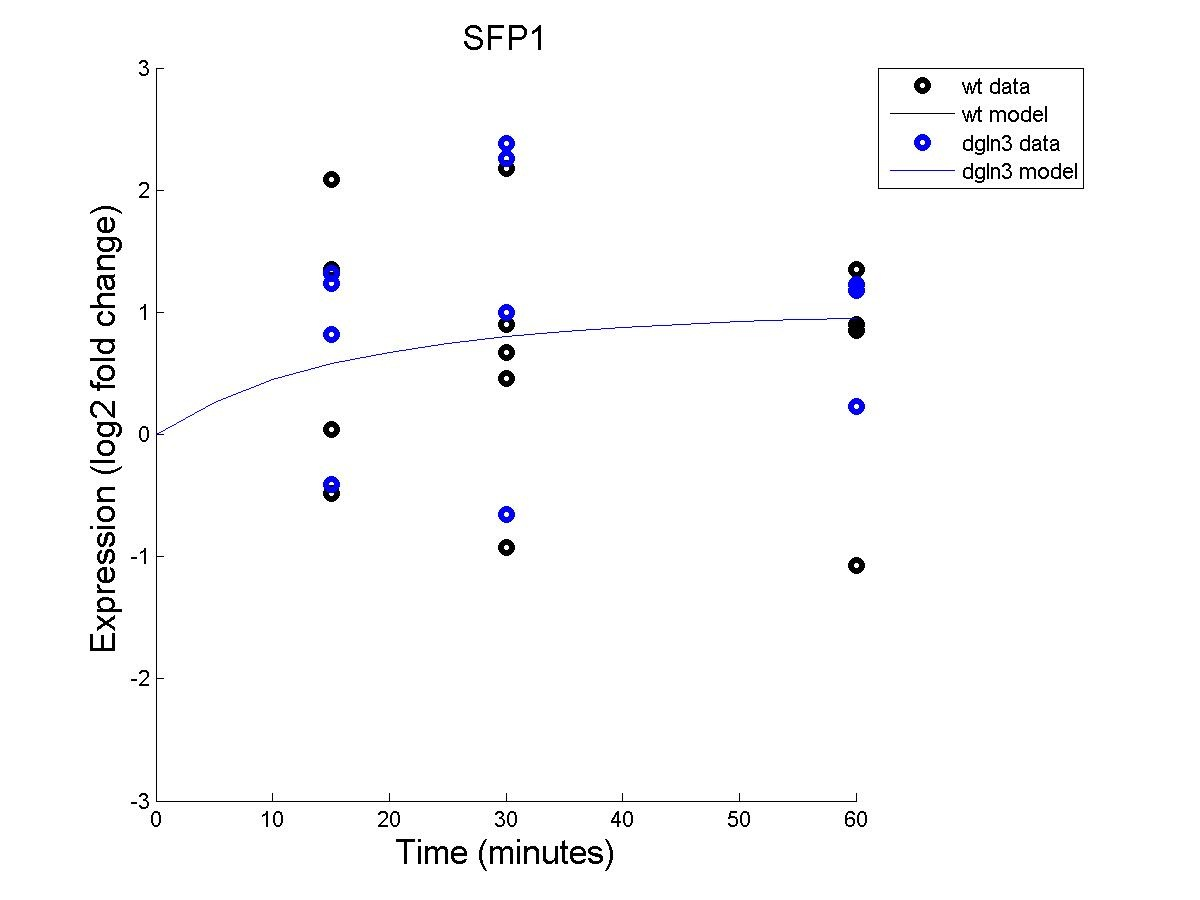 SFP1
3
2
1
0
-1
-2
-3
Expression (log2 fold change)
0 10 20 30 40 50 60
Time (minutes)
wt data
wt model
dgln3 data
dgln3 model